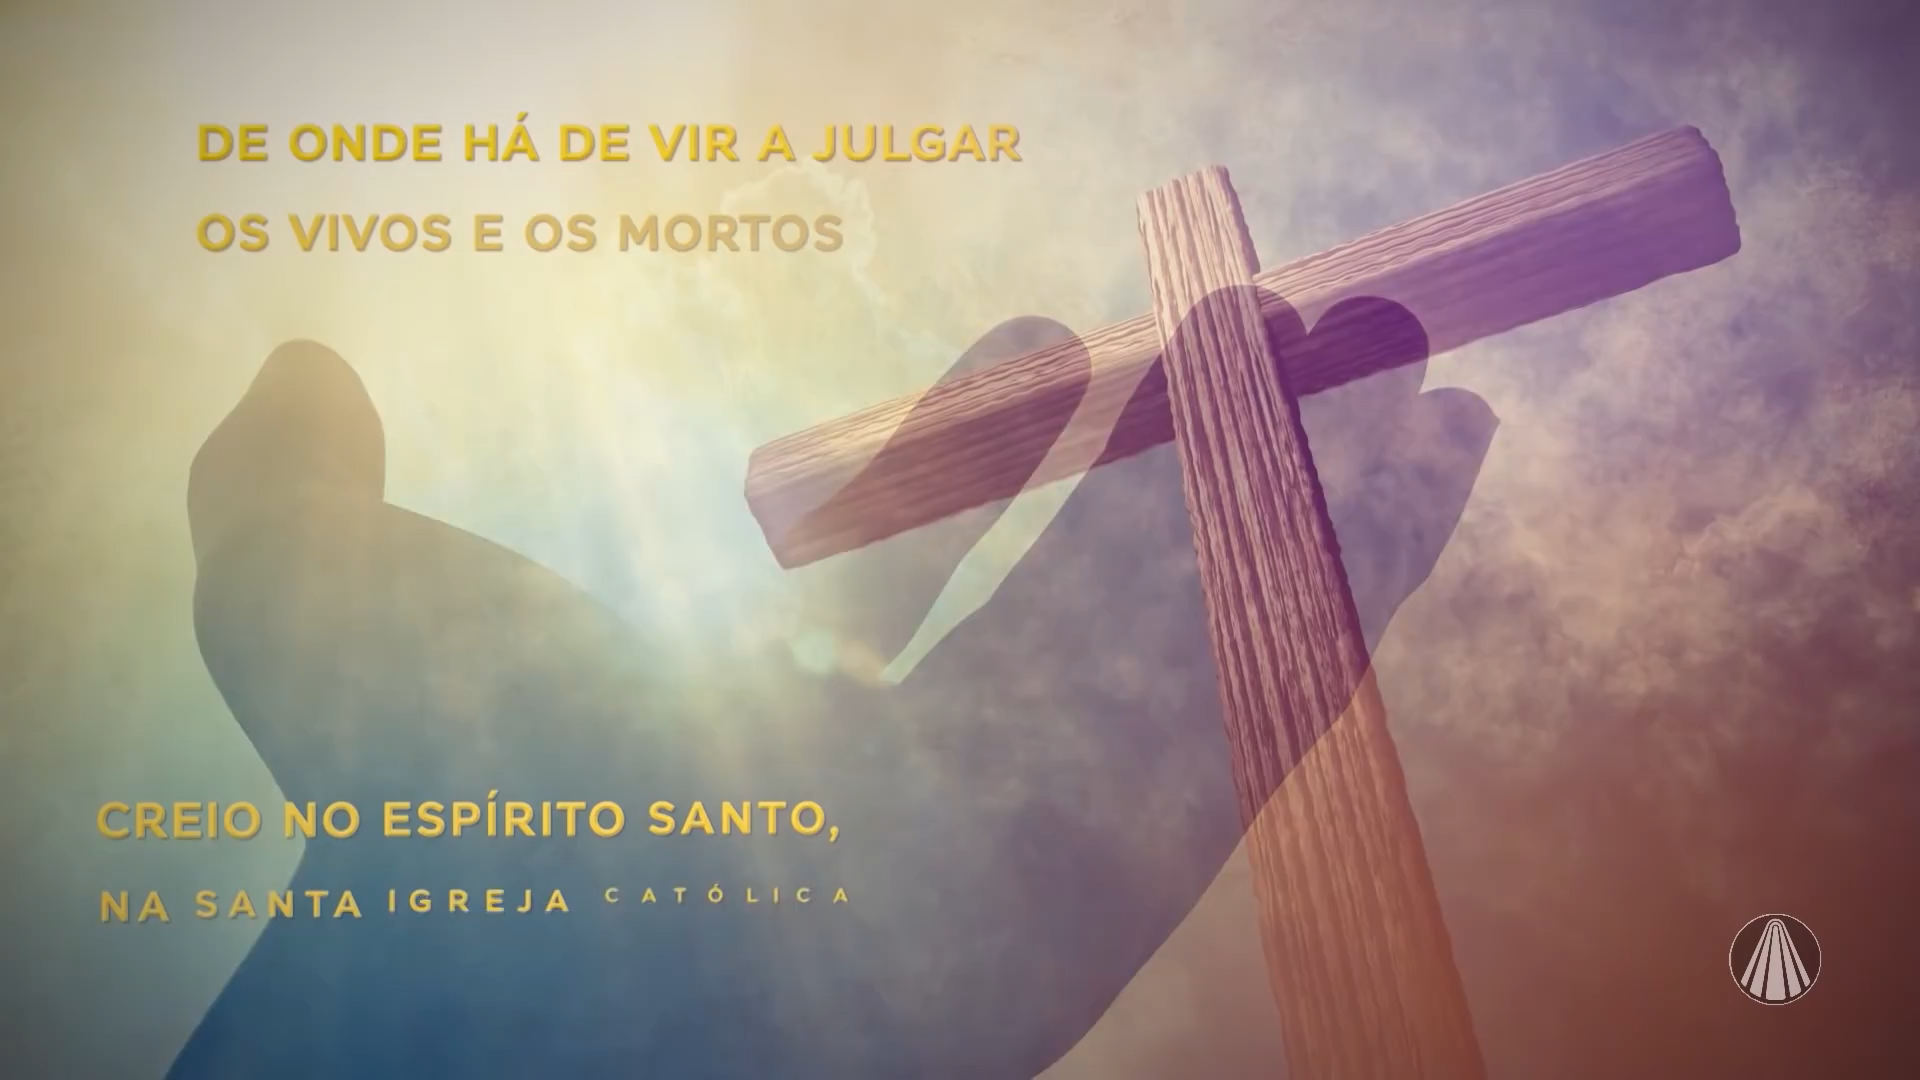 DE ONDE HÁ DE VIR A JULGAR
OS VIVOS E OS MORTOS
CREIO NO ESPÍRITO SANTO,
NA SANTA IGREJA CATÓLICA